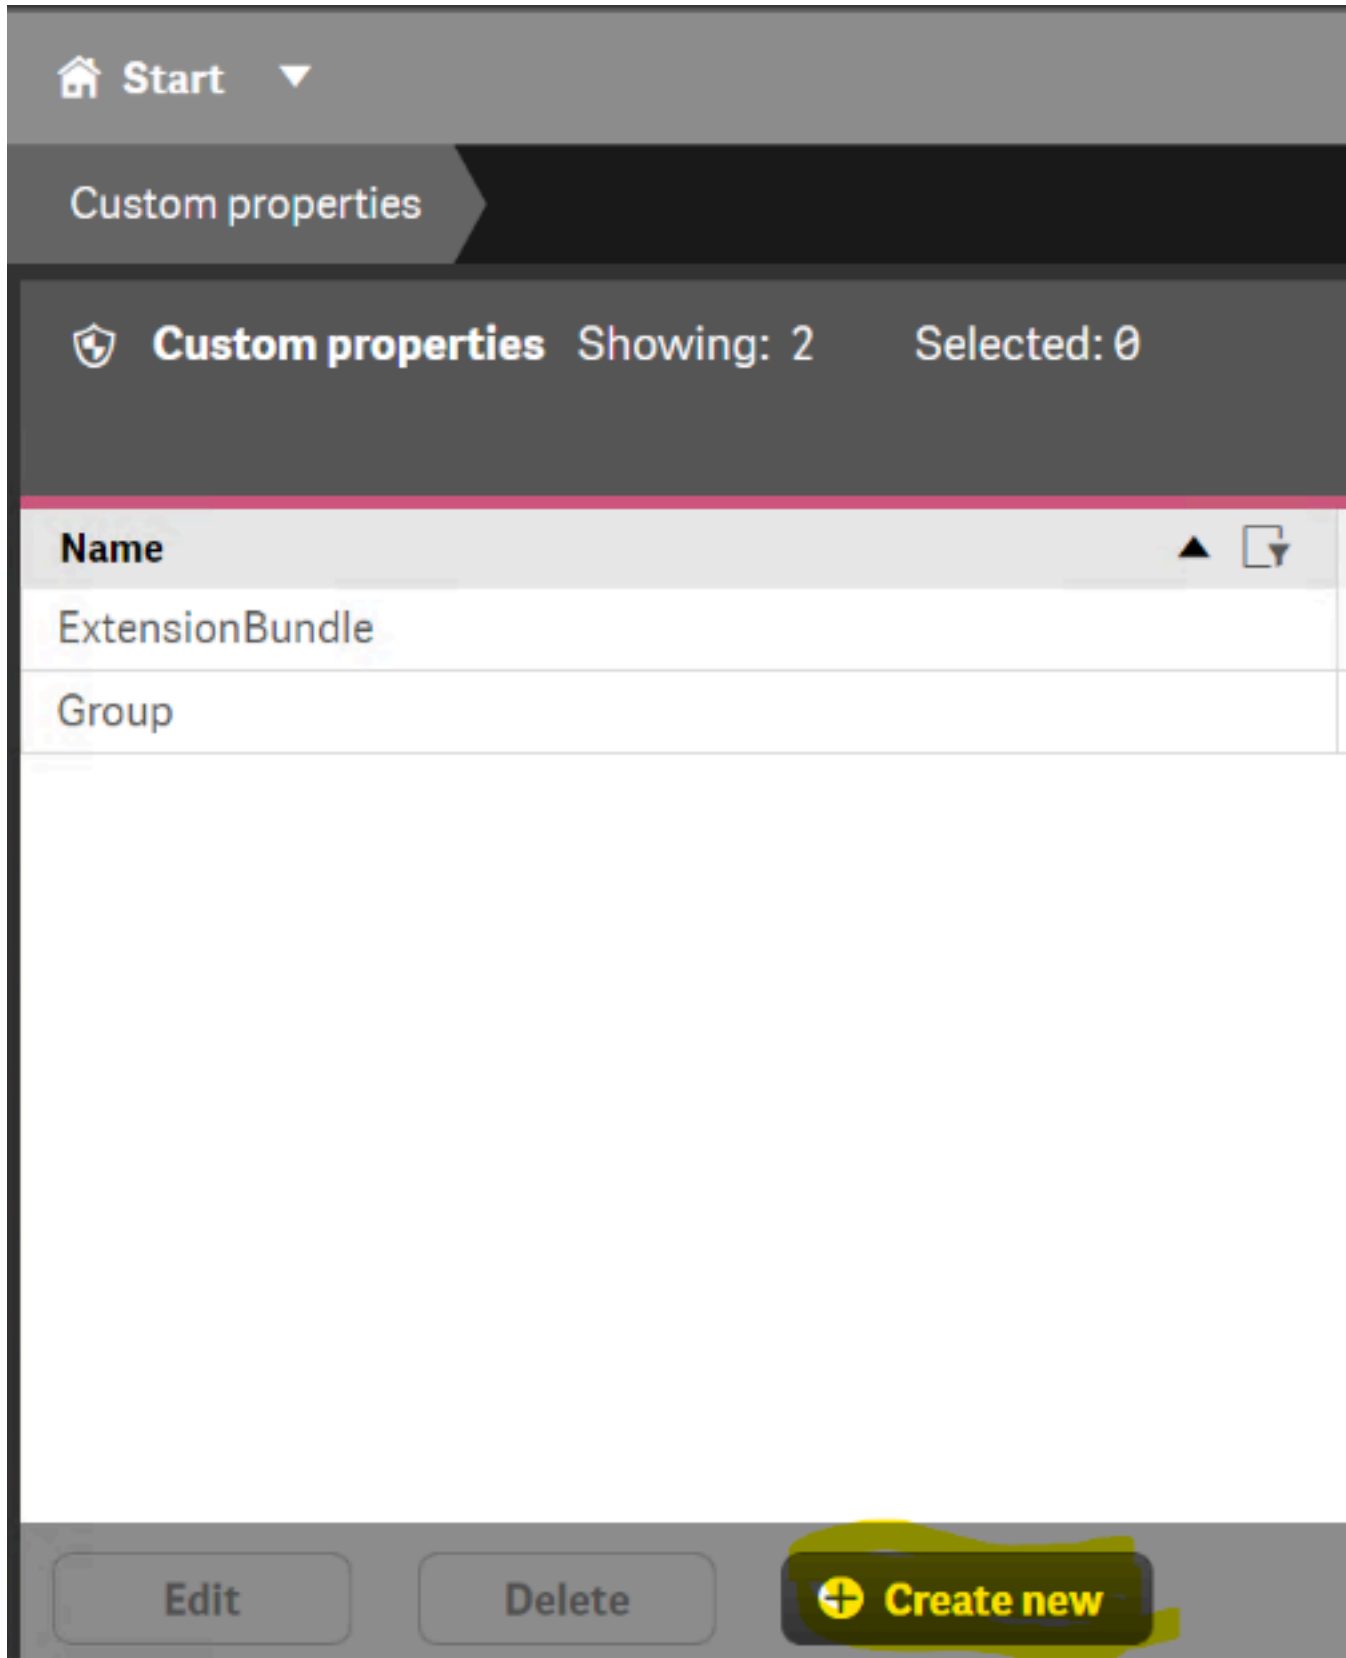 Start
Custom properties
Custom properties Showing: 2 Selected: 0
Name
ExtensionBundle
Group
Edit Delete Create new